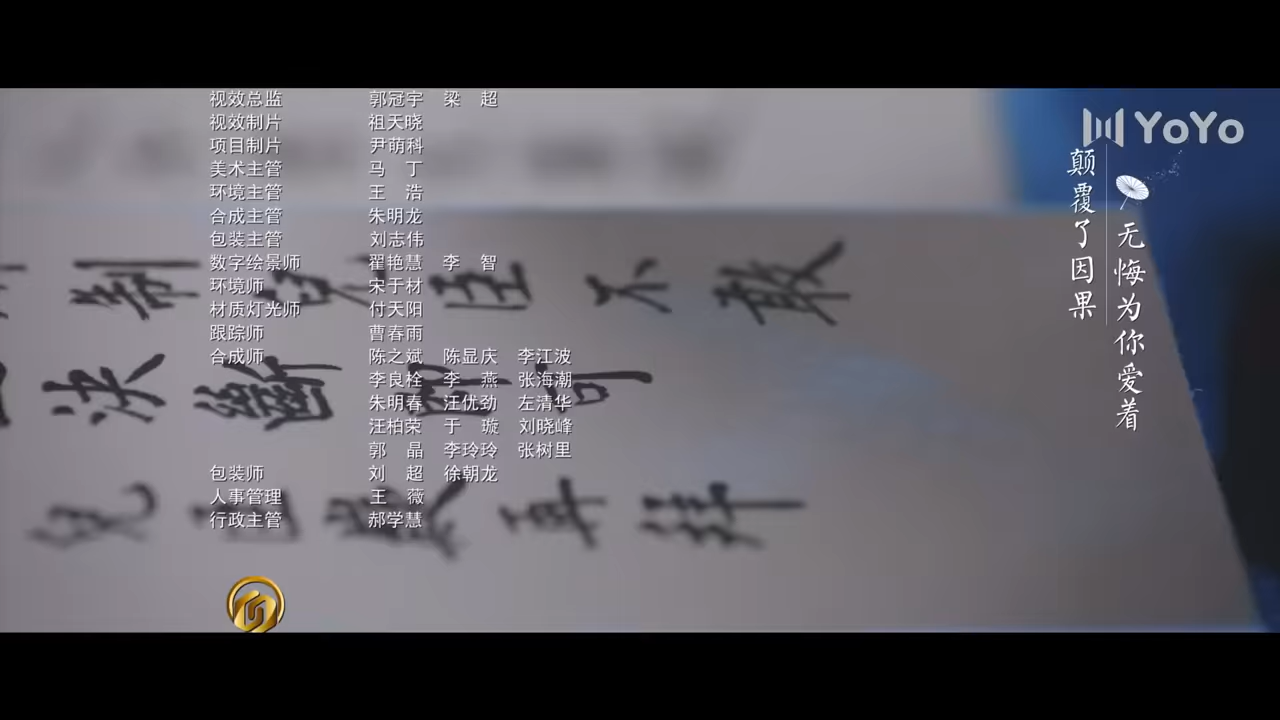 视效总监 郭冠宇 梁 超
视效制片 祖天晓
项目制片 尹萌科
美术主管 马 丁
环境主管 王 浩
合成主管 朱明龙
包装主管 刘志伟
数字绘景师 翟艳慧 李 智
环境师 宋于材
材质灯光师 付天阳
跟踪师 曹春雨
合成师 陈之斌 陈显庆 李江波
李良栓 李 燕 张海潮
朱明春 汪优劲 左清华
汪柏荣 于 璇 刘晓峰
郭 晶 李玲玲 张树里
包装师 刘 超 徐朝龙
人事管理 王 薇
行政主管 郝学慧
YoYo
颠覆了因果
无悔为你爱着
臣不敢
决断即可